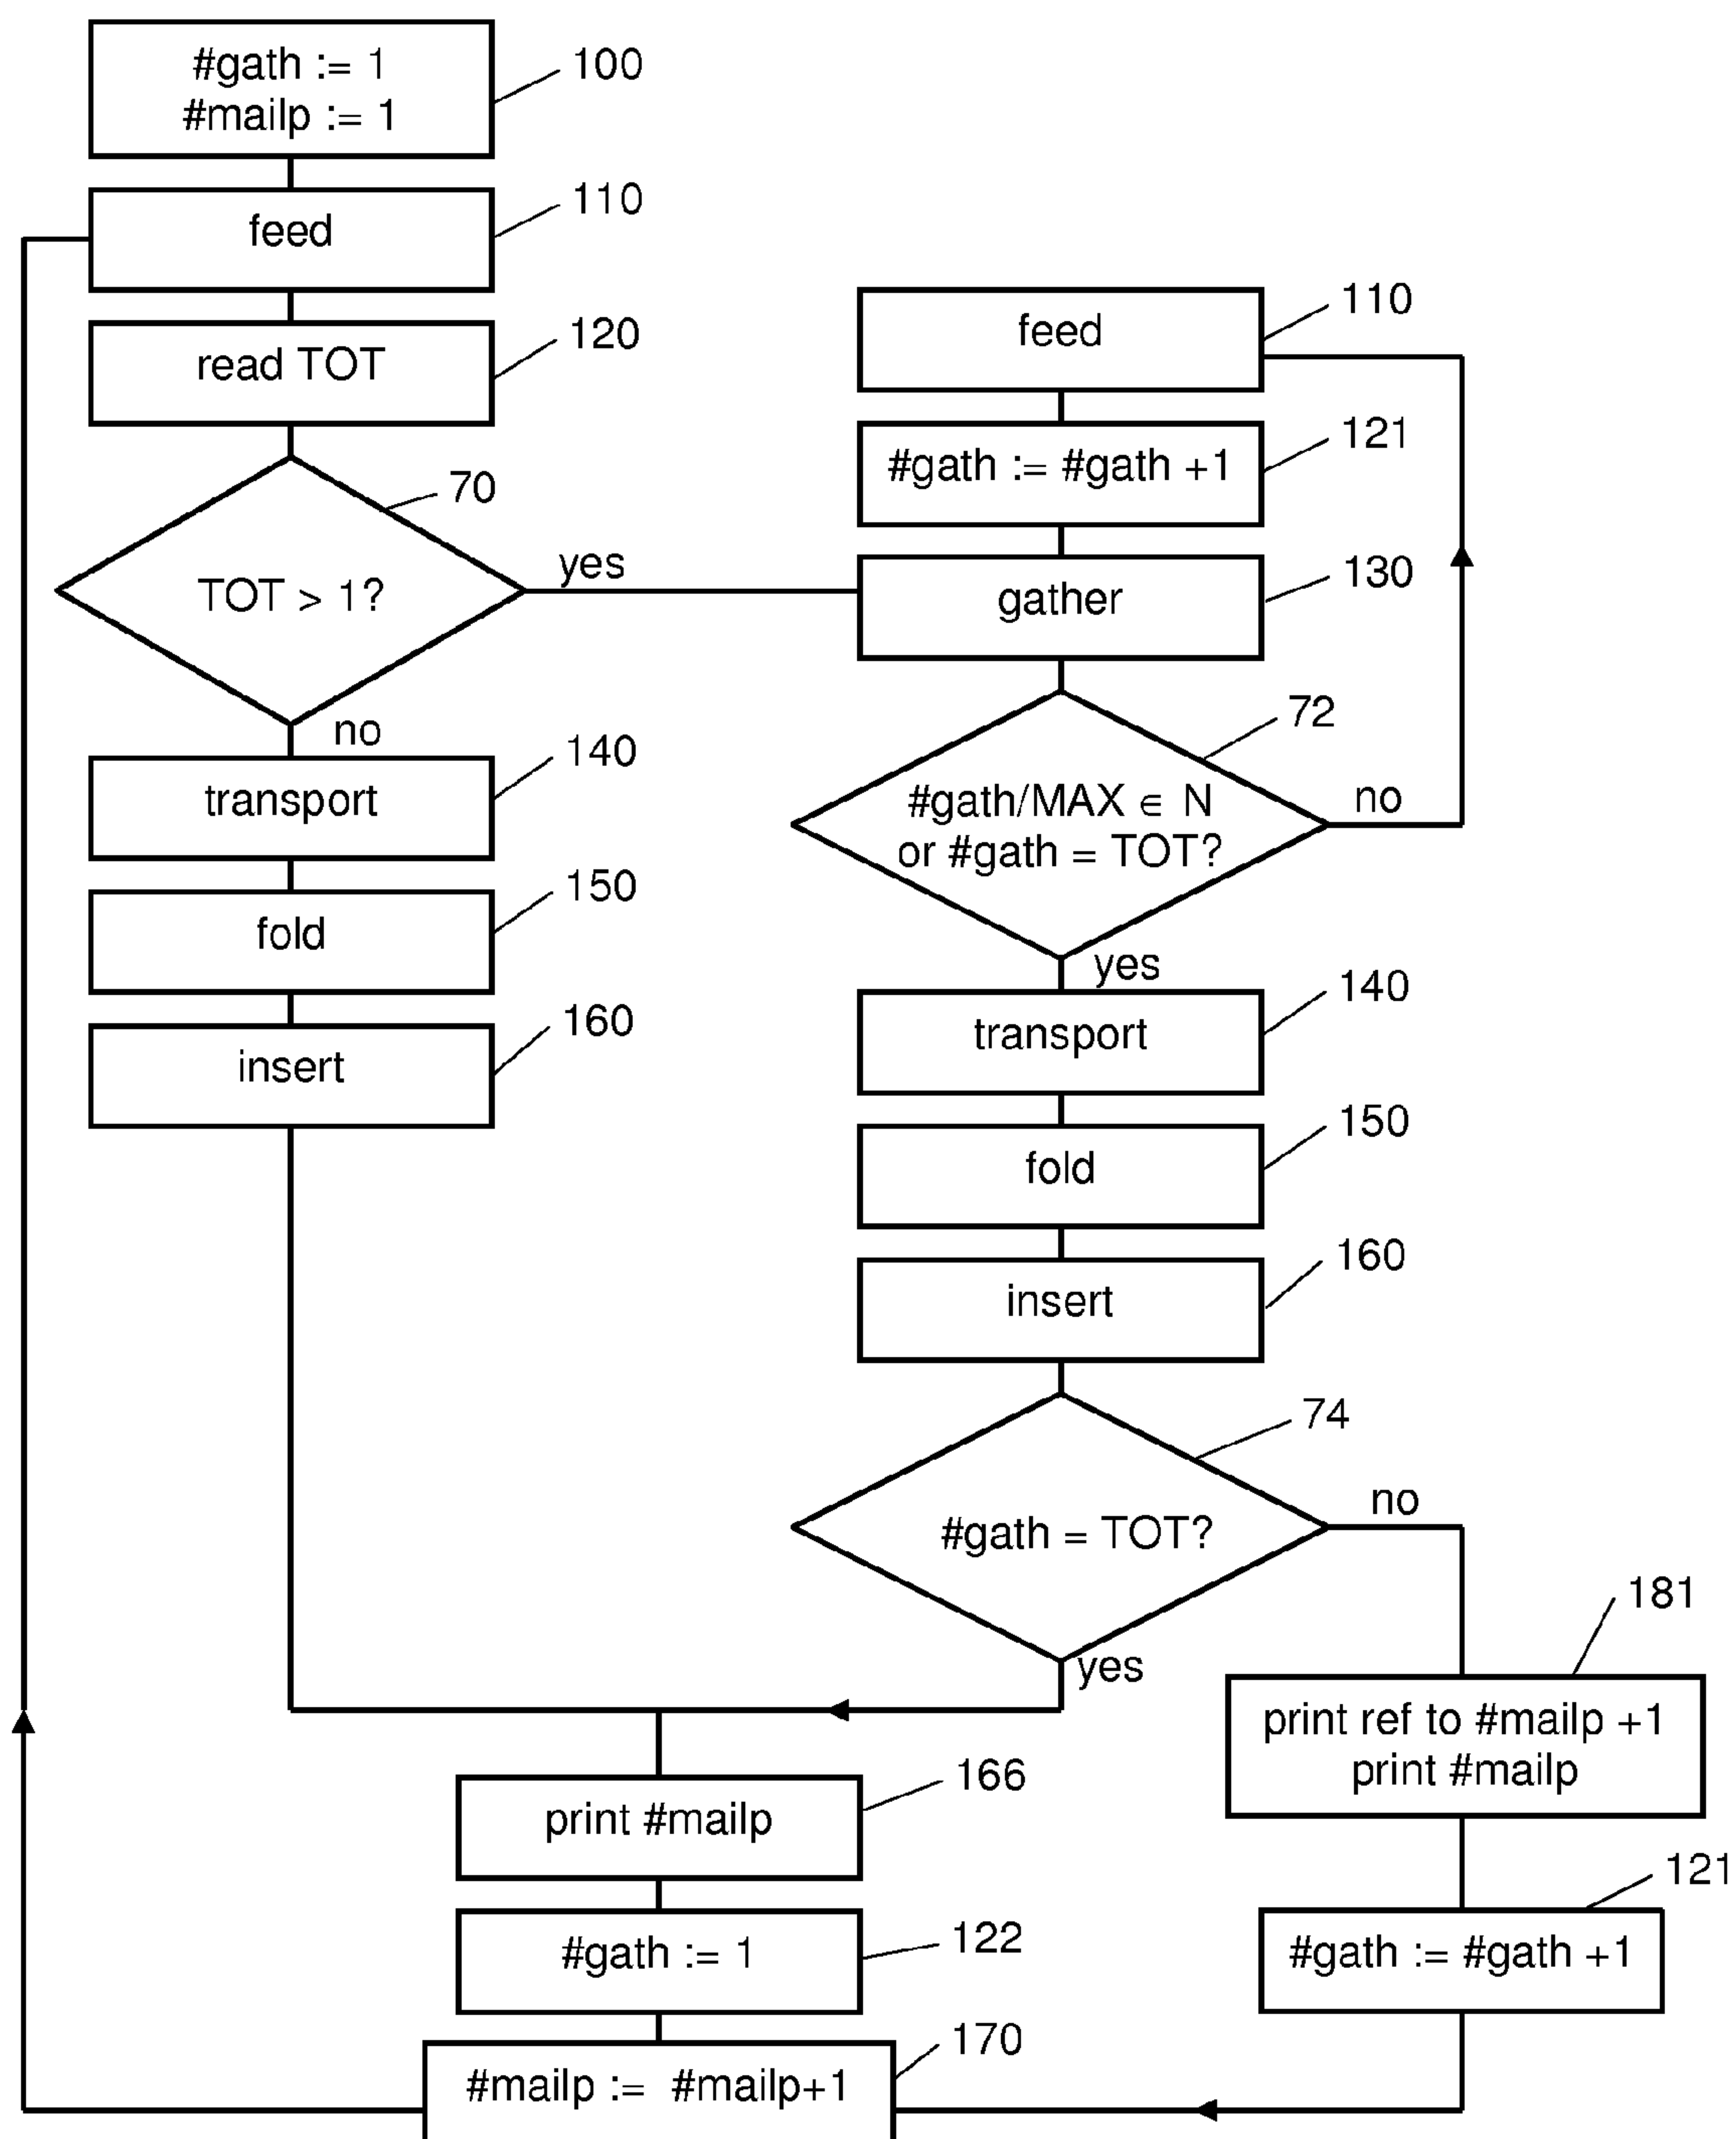 #gath := 1
#mailp := 1
100
feed
110
read TOT
120
70
TOT > 1?
yes
no
transport
140
fold
150
insert
160
feed
110
#gath := #gath +1
121
gather
130
72
#gath/MAX ∈ N
or #gath = TOT?
no
yes
transport
140
fold
150
insert
160
74
#gath = TOT?
no
yes
181
print ref to #mailp +1
print #mailp
print #mailp
166
#gath := 1
122
121
#gath := #gath +1
#mailp := #mailp+1
170